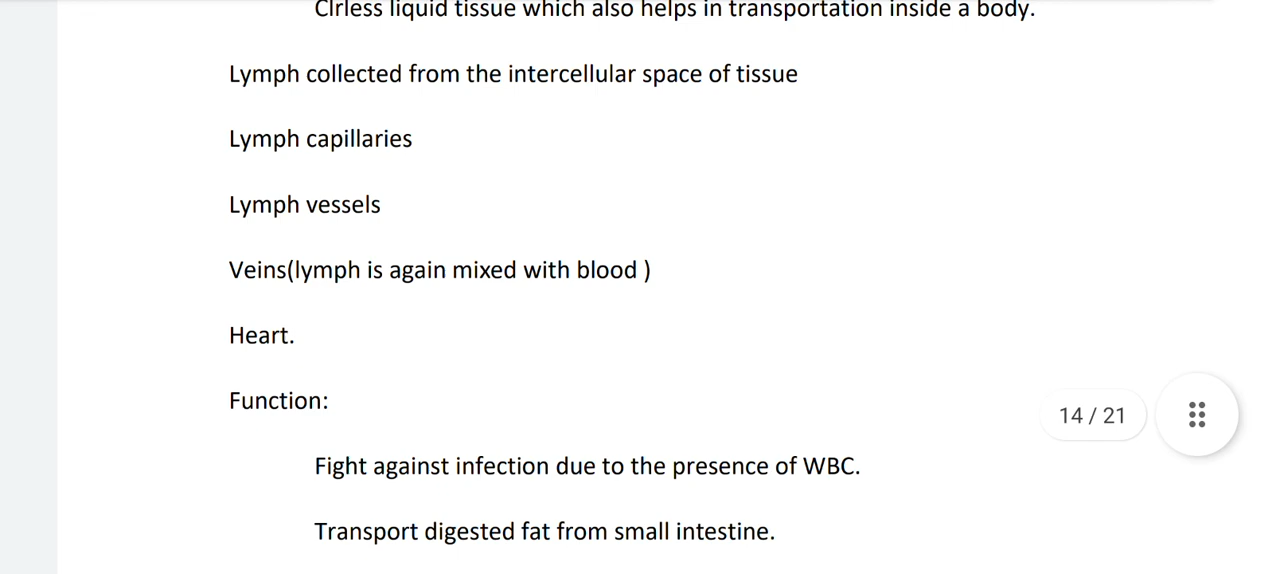 Clrless liquid tissue which also helps in transportation inside a body.
Lymph collected from the intercellular space of tissue
Lymph capillaries
Lymph vessels
Veins(lymph is again mixed with blood )
Heart.
Function:
14 / 21
Fight against infection due to the presence of WBC.
Transport digested fat from small intestine.